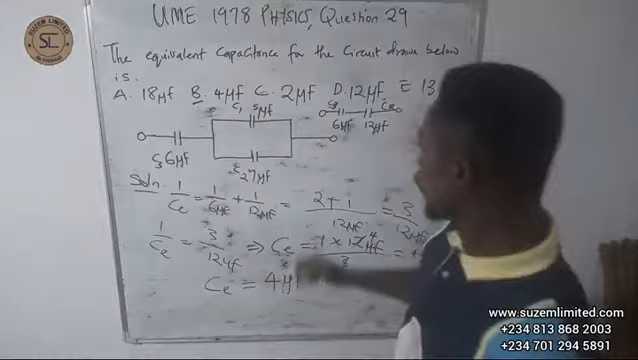 SUZEM LIMITED
SL
UME 1978 PHYSICS, Question 29
The equivalent Capacitance for the Circuit drawn below
is.
A. 18μF B. 4μF C. 2μF D. 12μF E 13
C₁ 5μF
6μF 12μF
6μF
7μF
Soln. 1/Ce = 1/6μF + 1/12μF = 2+1/12μF = 3/12μF
1/Ce = 3/12μF ⇒ Ce = 1 x 12μF/3 =
Ce = 4μF
www.suzemlimited.com
+234 813 868 2003
+234 701 294 5891